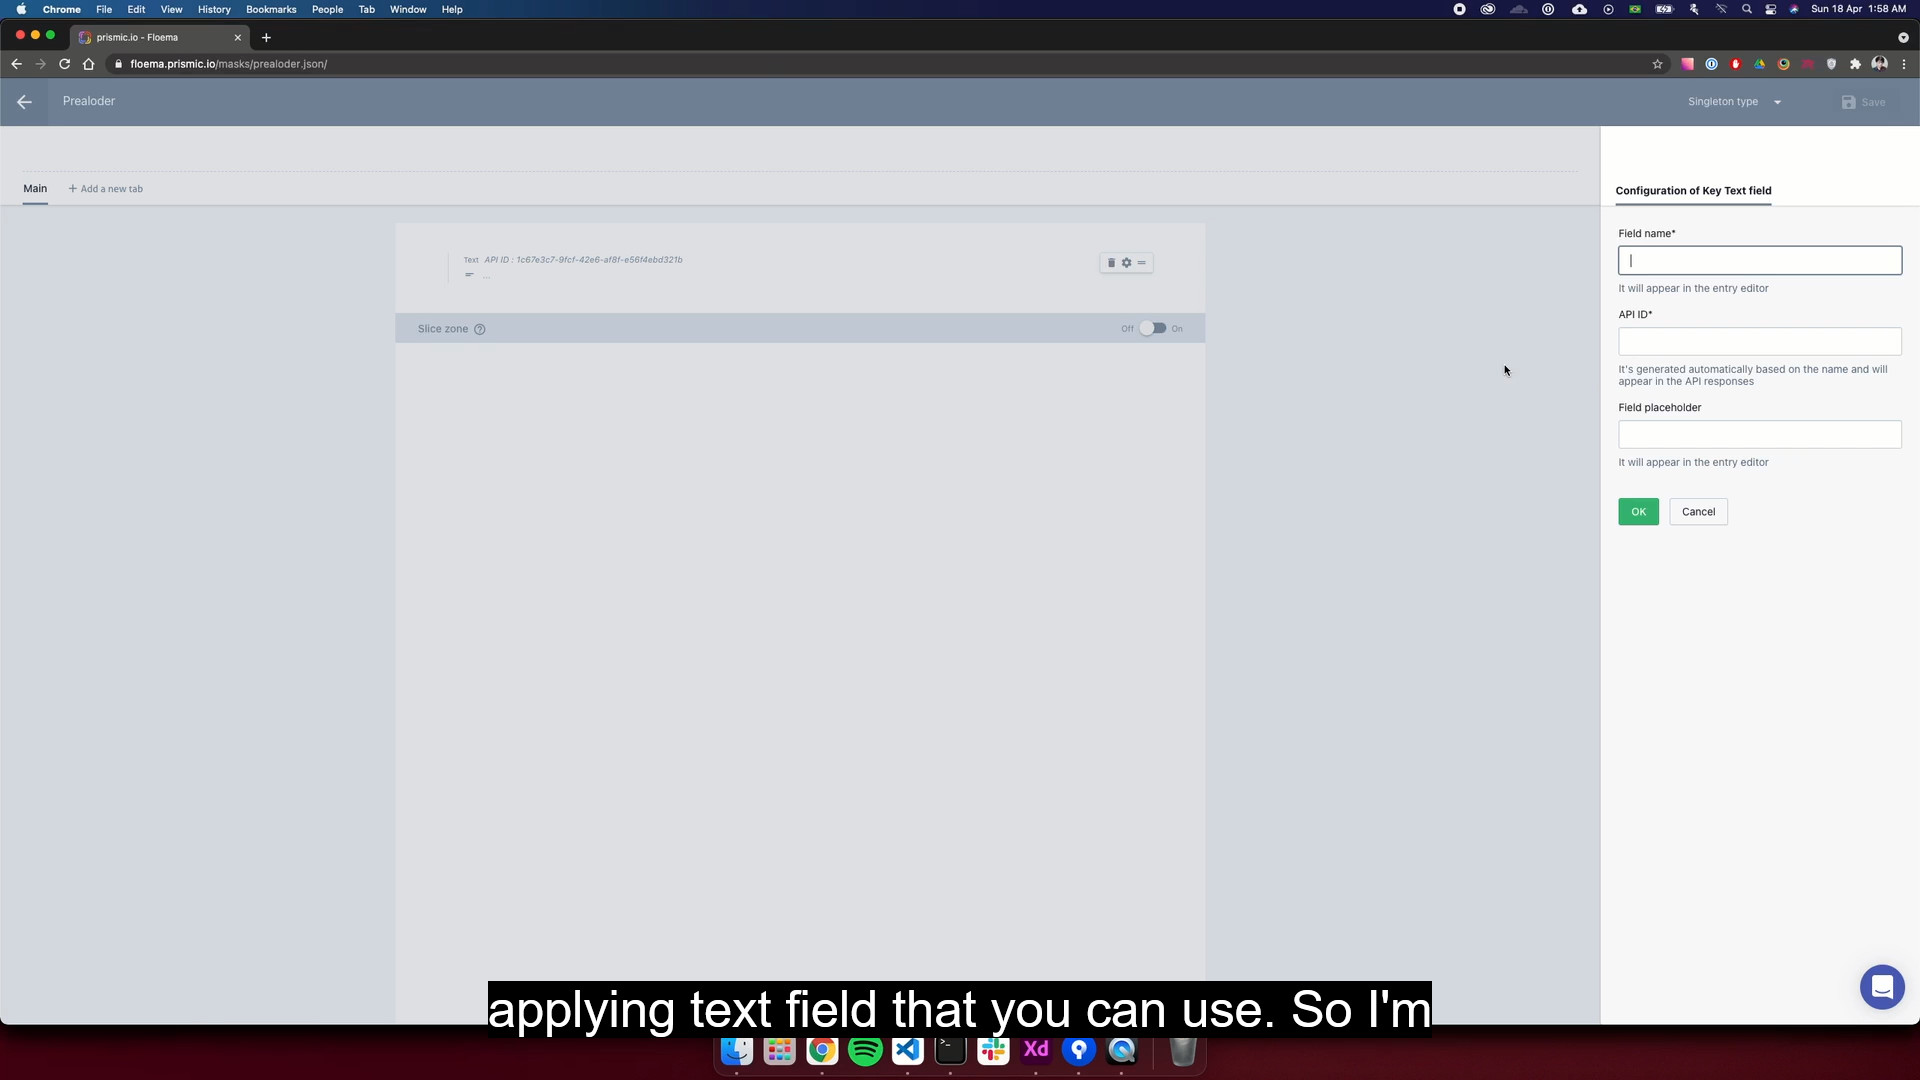 Chrome File Edit View History Bookmarks People Tab Window Help
Sun 18 Apr 1:58 AM
prismic.io - Floema
floema.prismic.io/masks/prealoder.json/
Prealoder
Singleton type
Save
Main
+ Add a new tab
Configuration of Key Text field
Text API ID : 1c67e3c7-9fcf-42e6-af8f-e56f4ebd321b
...
Slice zone
Off On
Field name*
It will appear in the entry editor
API ID*
It's generated automatically based on the name and will
appear in the API responses
Field placeholder
It will appear in the entry editor
OK Cancel
applying text field that you can use. So I'm
Xd